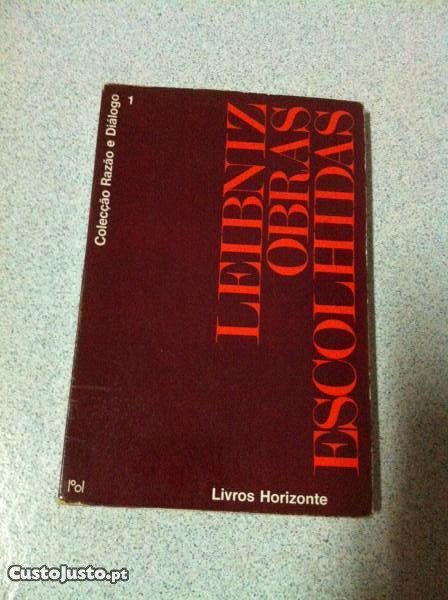 Colecção Razão e Diálogo 1
LEIBNIZ
OBRAS
ESCOLHIDAS
Livros Horizonte
CustoJusto.pt